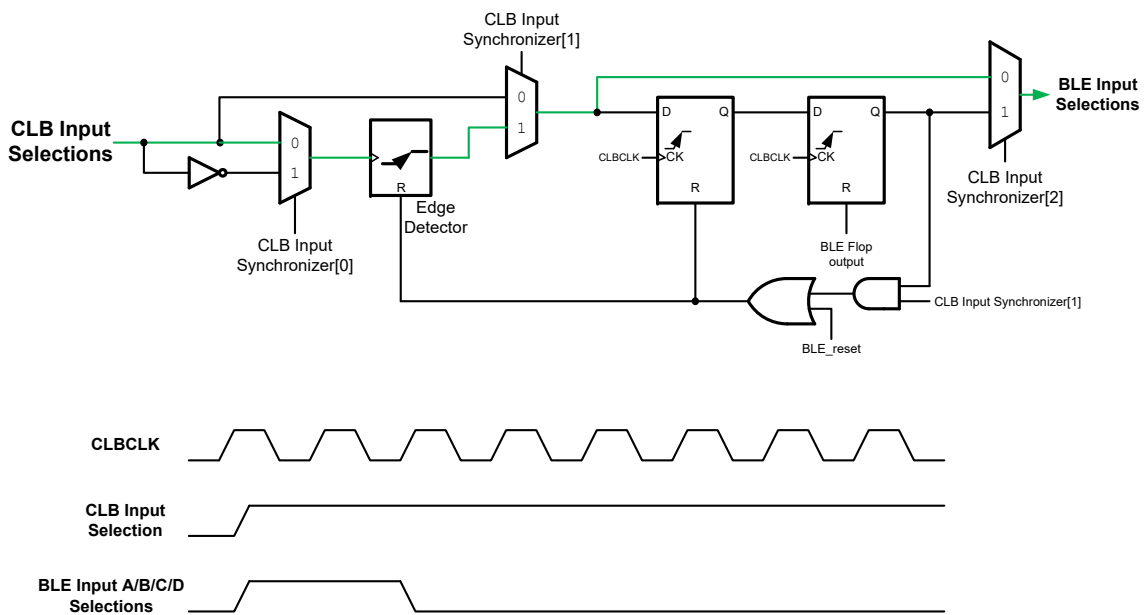 CLB Input
Synchronizer[1]
CLB Input
Selections
0
1
0
1
R
Edge
Detector
CLB Input
Synchronizer[0]
D
Q
CLBCLK
CK
R
D
Q
CLBCLK
CK
R
BLE Flop
output
0
1
BLE Input
Selections
CLB Input
Synchronizer[2]
CLB Input Synchronizer[1]
BLE_reset
CLBCLK
CLB Input
Selection
BLE Input A/B/C/D
Selections